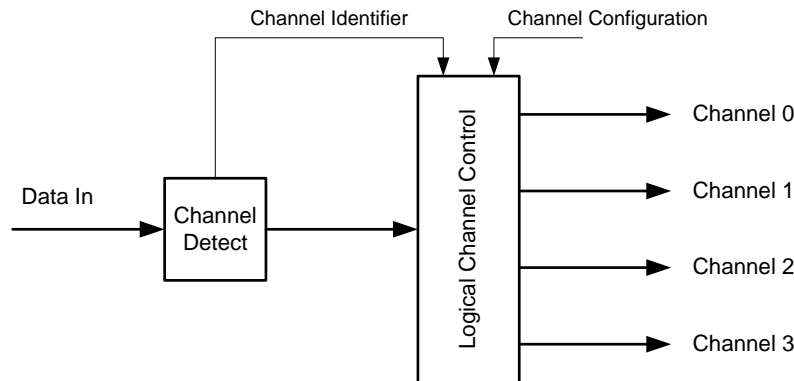 Channel Identifier
Channel Configuration
Channel 0
Data In
Channel
Detect
Logical Channel Control
Channel 1
Channel 2
Channel 3